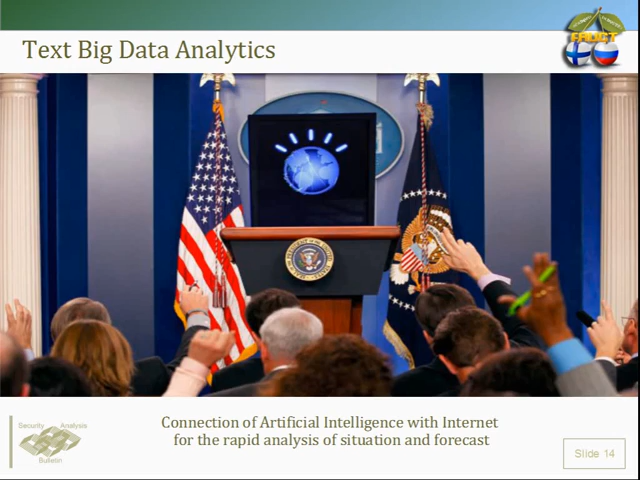 Text Big Data Analytics
FRUCT
Connection of Artificial Intelligence with Internet
for the rapid analysis of situation and forecast
Security Analysis
Bulletin
Slide 14